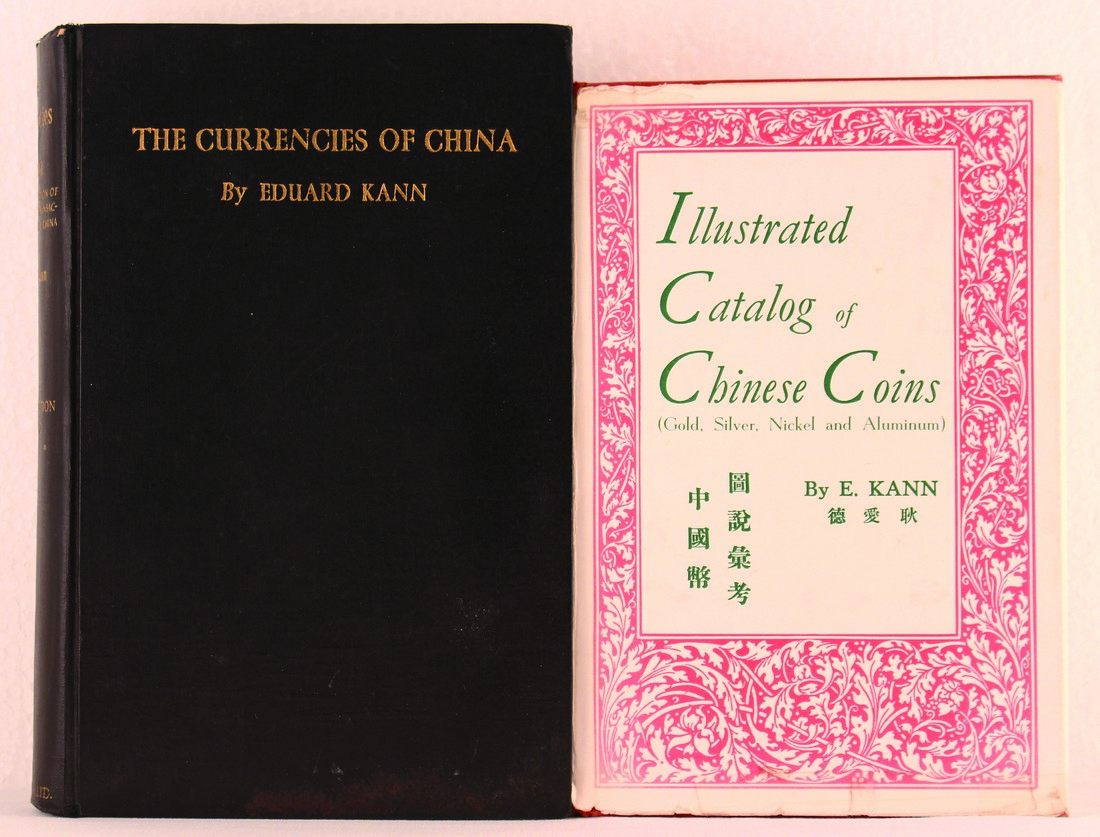 THE CURRENCIES OF CHINA
By EDUARD KANN
CHINA
Illustrated
Catalog of
Chinese Coins
(Gold, Silver, Nickel and Aluminum)
中國幣
圖說彙考
By E. KANN
德愛耿